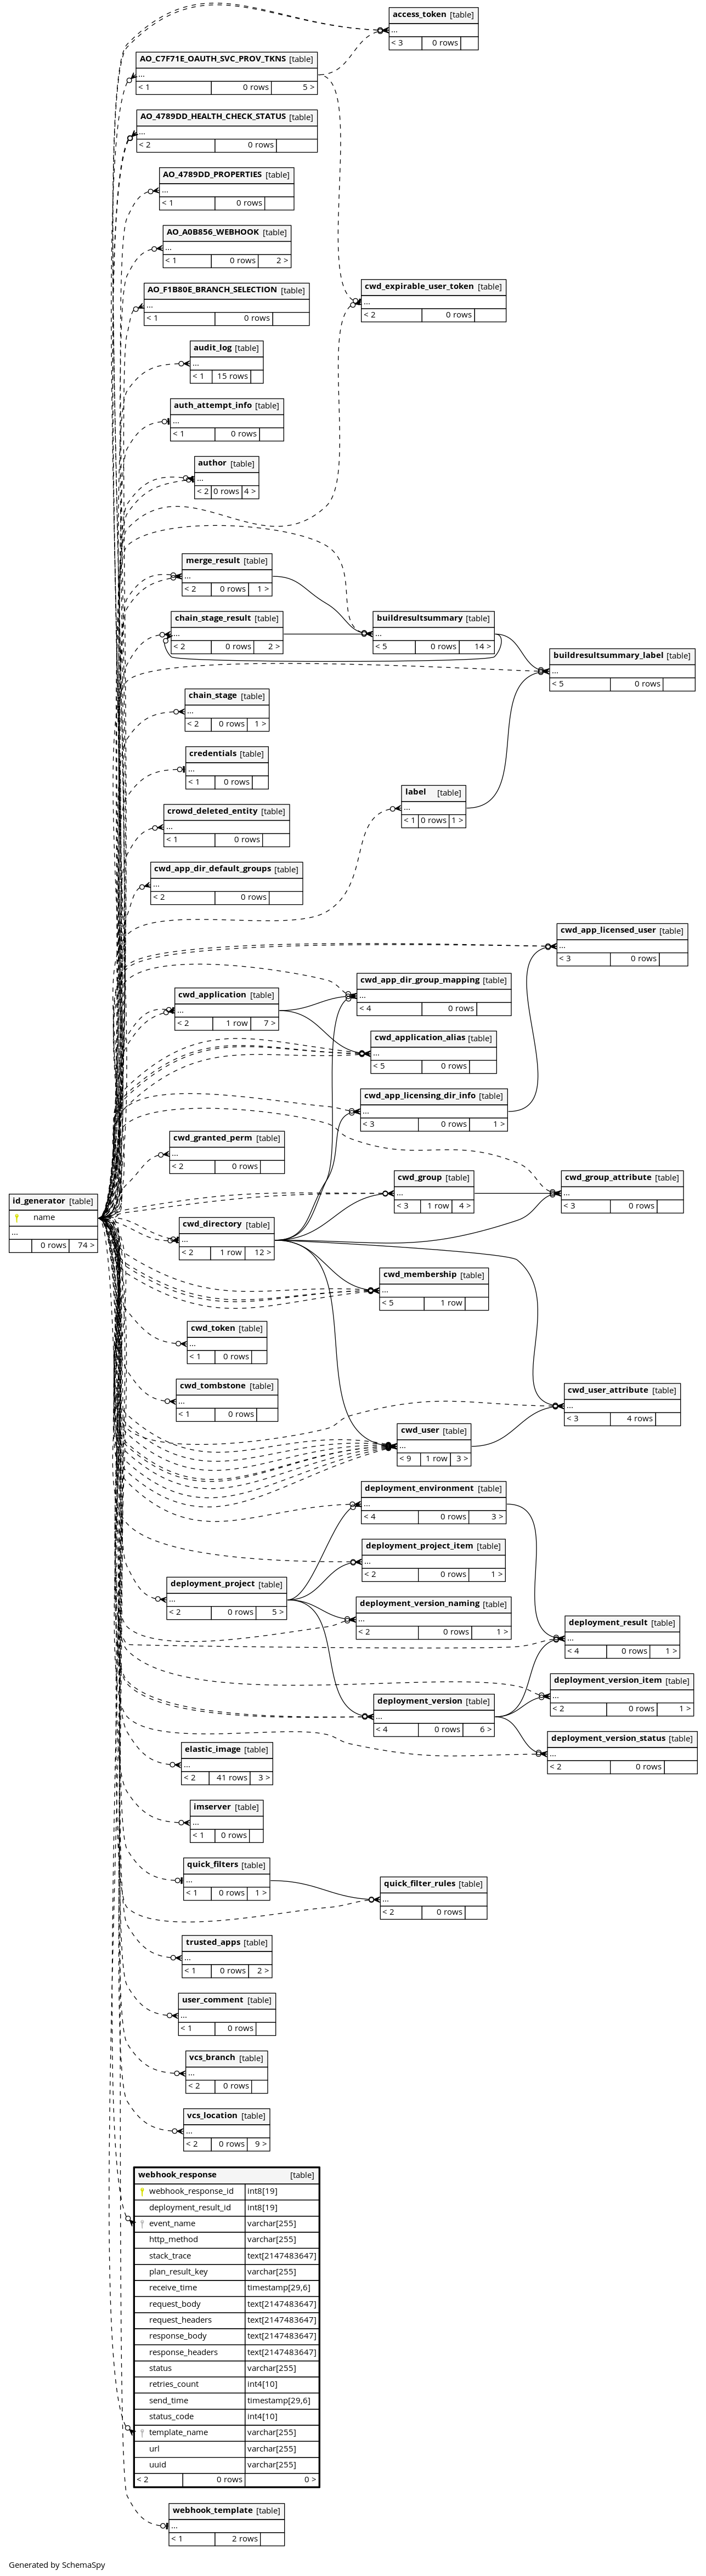 access_token [table]
...
< 3 0 rows
AO_C7F71E_OAUTH_SVC_PROV_TKNS [table]
...
< 1 0 rows 5 >
AO_4789DD_HEALTH_CHECK_STATUS [table]
...
< 2 0 rows
AO_4789DD_PROPERTIES [table]
...
< 1 0 rows
AO_A0B856_WEBHOOK [table]
...
< 1 0 rows 2 >
AO_F1B80E_BRANCH_SELECTION [table]
...
< 1 0 rows
cwd_expirable_user_token [table]
...
< 2 0 rows
audit_log [table]
...
< 1 15 rows
auth_attempt_info [table]
...
< 1 0 rows
author [table]
...
< 2 0 rows 4 >
merge_result [table]
...
< 2 0 rows 1 >
chain_stage_result [table]
...
< 2 0 rows 2 >
buildresultsummary [table]
...
< 5 0 rows 14 >
buildresultsummary_label [table]
...
< 5 0 rows
chain_stage [table]
...
< 2 0 rows 1 >
credentials [table]
...
< 1 0 rows
label [table]
...
< 1 0 rows 1 >
crowd_deleted_entity [table]
...
< 1 0 rows
cwd_app_dir_default_groups [table]
...
< 2 0 rows
cwd_app_licensed_user [table]
...
< 3 0 rows
cwd_app_dir_group_mapping [table]
...
< 4 0 rows
cwd_application [table]
...
< 2 1 row 7 >
cwd_application_alias [table]
...
< 5 0 rows
cwd_app_licensing_dir_info [table]
...
< 3 0 rows 1 >
cwd_granted_perm [table]
...
< 2 0 rows
cwd_group [table]
...
< 3 1 row 4 >
cwd_group_attribute [table]
...
< 3 0 rows
id_generator [table]
name
...
0 rows 74 >
cwd_directory [table]
...
< 2 1 row 12 >
cwd_membership [table]
...
< 5 1 row
cwd_token [table]
...
< 1 0 rows
cwd_tombstone [table]
...
< 1 0 rows
cwd_user_attribute [table]
...
< 3 4 rows
cwd_user [table]
...
< 9 1 row 3 >
deployment_environment [table]
...
< 4 0 rows 3 >
deployment_project_item [table]
...
< 2 0 rows 1 >
deployment_project [table]
...
< 2 0 rows 5 >
deployment_version_naming [table]
...
< 2 0 rows 1 >
deployment_result [table]
...
< 4 0 rows 1 >
deployment_version_item [table]
...
< 2 0 rows 1 >
deployment_version [table]
...
< 4 0 rows 6 >
deployment_version_status [table]
...
< 2 0 rows
elastic_image [table]
...
< 2 41 rows 3 >
imserver [table]
...
< 1 0 rows
quick_filters [table]
...
< 1 0 rows 1 >
quick_filter_rules [table]
...
< 2 0 rows
trusted_apps [table]
...
< 1 0 rows 2 >
user_comment [table]
...
< 1 0 rows
vcs_branch [table]
...
< 2 0 rows
vcs_location [table]
...
< 2 0 rows 9 >
webhook_response [table]
webhook_response_id int8[19]
deployment_result_id int8[19]
event_name varchar[255]
http_method varchar[255]
stack_trace text[2147483647]
plan_result_key varchar[255]
receive_time timestamp[29,6]
request_body text[2147483647]
request_headers text[2147483647]
response_body text[2147483647]
response_headers text[2147483647]
status varchar[255]
retries_count int4[10]
send_time timestamp[29,6]
status_code int4[10]
template_name varchar[255]
url varchar[255]
uuid varchar[255]
< 2 0 rows 0 >
webhook_template [table]
...
< 1 2 rows
Generated by SchemaSpy